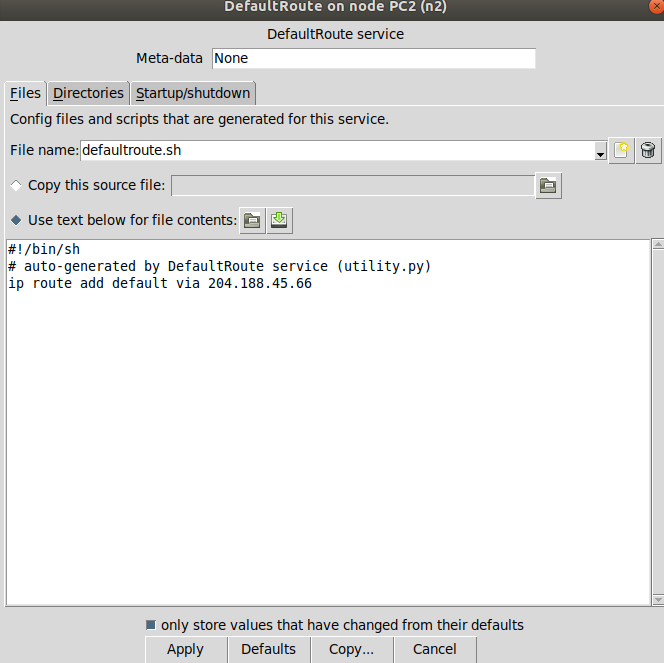 DefaultRoute on node PC2 (n2)
DefaultRoute service
Meta-data None
Files Directories Startup/shutdown
Config files and scripts that are generated for this service.
File name: defaultroute.sh
Copy this source file:
Use text below for file contents:
#!/bin/sh
# auto-generated by DefaultRoute service (utility.py)
ip route add default via 204.188.45.66
only store values that have changed from their defaults
Apply Defaults Copy... Cancel